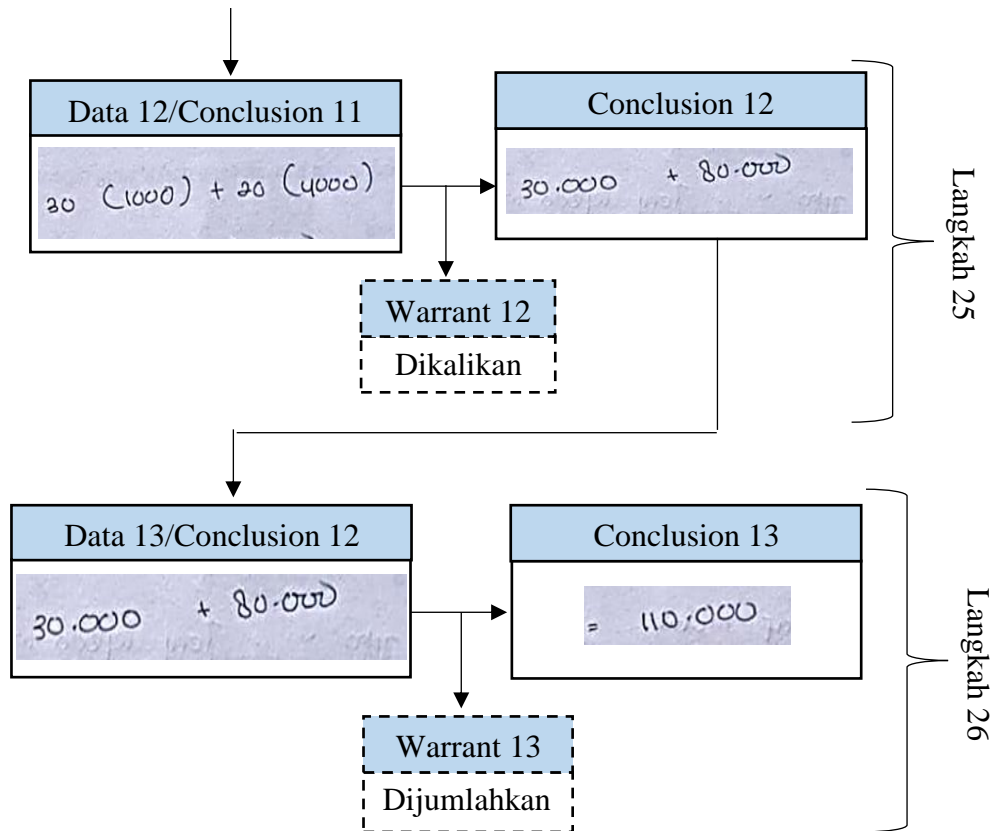 Data 12/Conclusion 11
30 (1000) + 20 (4000)
Conclusion 12
30.000 + 80.000
Warrant 12
Dikalikan
Langkah 25
Data 13/Conclusion 12
30.000 + 80.000
Conclusion 13
= 110.000
Warrant 13
Dijumlahkan
Langkah 26